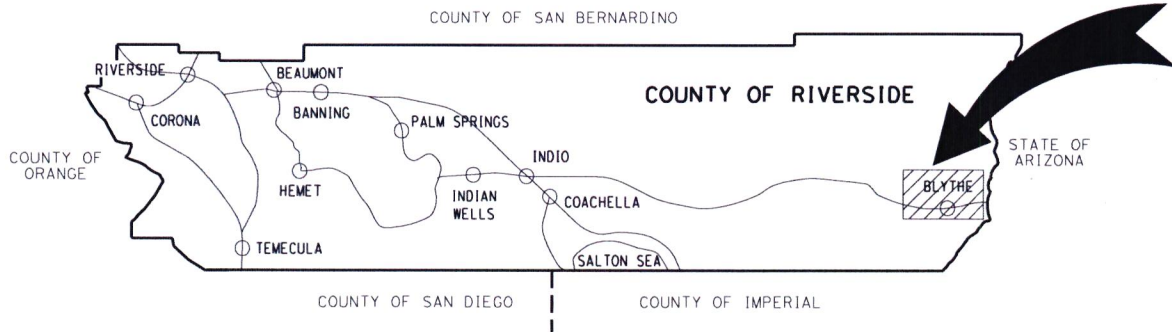 COUNTY OF SAN BERNARDINO
RIVERSIDE
BEAUMONT
COUNTY OF RIVERSIDE
BANNING
CORONA
PALM SPRINGS
STATE OF
ARIZONA
COUNTY OF
ORANGE
INDIO
HEMET
INDIAN
WELLS
BLYTHE
COACHELLA
TEMECULA
SALTON SEA
COUNTY OF SAN DIEGO
COUNTY OF IMPERIAL